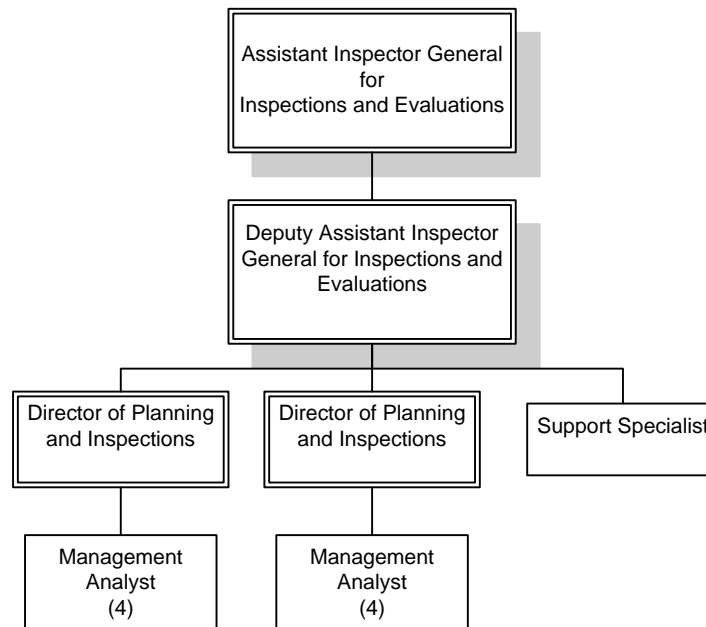 Assistant Inspector General
for
Inspections and Evaluations
Deputy Assistant Inspector
General for Inspections and
Evaluations
Director of Planning
and Inspections
Director of Planning
and Inspections
Support Specialist
Management
Analyst
(4)
Management
Analyst
(4)